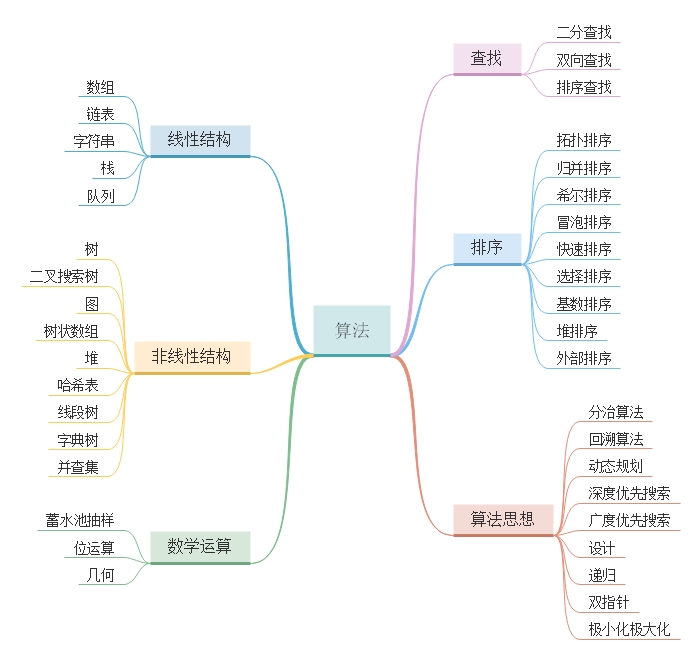 算法
查找
二分查找
双向查找
排序查找
排序
拓扑排序
归并排序
希尔排序
冒泡排序
快速排序
选择排序
基数排序
堆排序
外部排序
算法思想
分治算法
回溯算法
动态规划
深度优先搜索
广度优先搜索
设计
递归
双指针
极小化极大化
线性结构
数组
链表
字符串
栈
队列
非线性结构
树
二叉搜索树
图
树状数组
堆
哈希表
线段树
字典树
并查集
数学运算
蓄水池抽样
位运算
几何